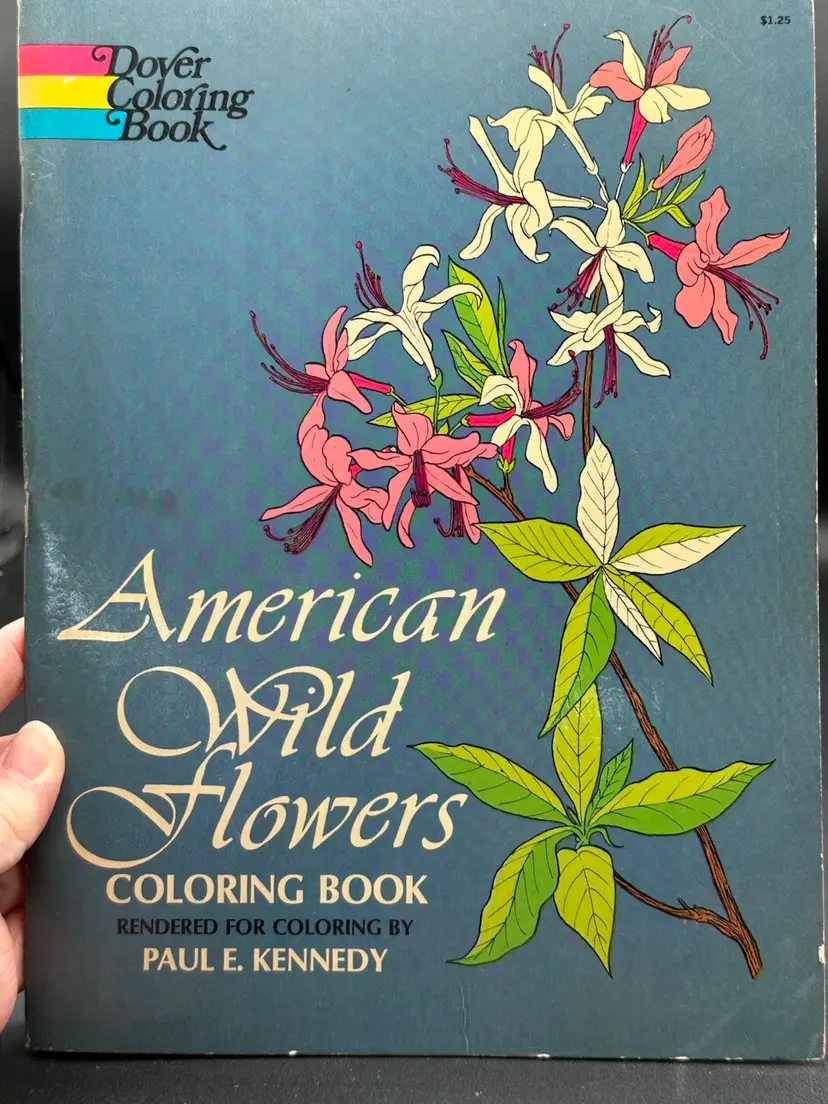 $1.25
Dover
Coloring
Book
American
Wild
Flowers
COLORING BOOK
RENDERED FOR COLORING BY
PAUL E. KENNEDY